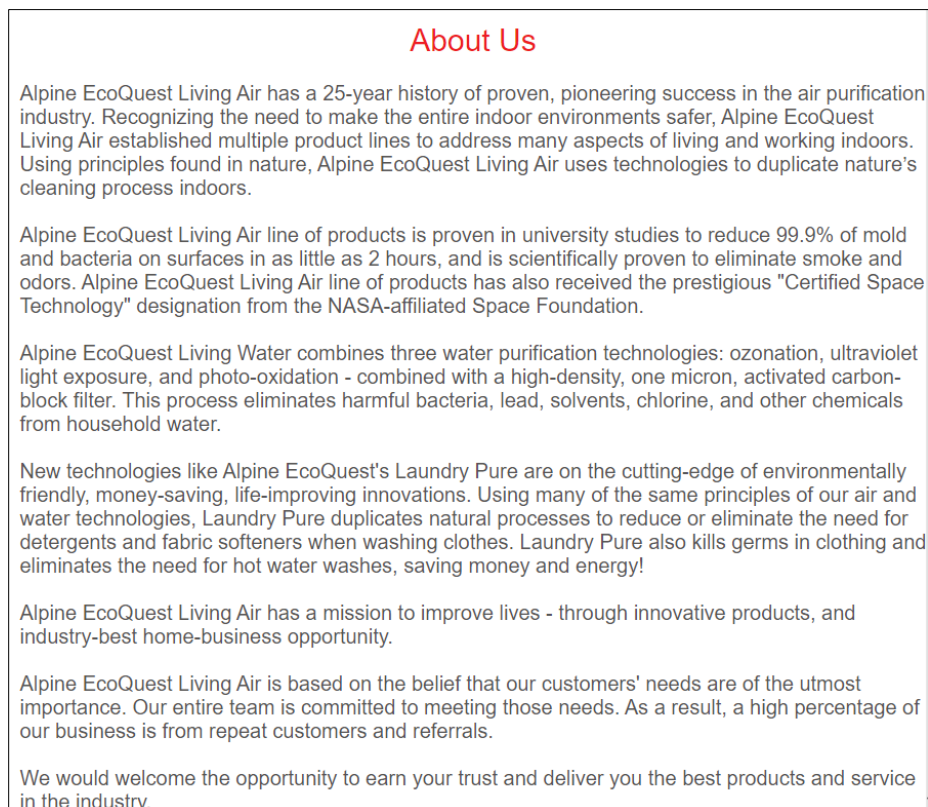 About Us
Alpine EcoQuest Living Air has a 25-year history of proven, pioneering success in the air purification
industry. Recognizing the need to make the entire indoor environments safer, Alpine EcoQuest
Living Air established multiple product lines to address many aspects of living and working indoors.
Using principles found in nature, Alpine EcoQuest Living Air uses technologies to duplicate nature’s
cleaning process indoors.
Alpine EcoQuest Living Air line of products is proven in university studies to reduce 99.9% of mold
and bacteria on surfaces in as little as 2 hours, and is scientifically proven to eliminate smoke and
odors. Alpine EcoQuest Living Air line of products has also received the prestigious "Certified Space
Technology" designation from the NASA-affiliated Space Foundation.
Alpine EcoQuest Living Water combines three water purification technologies: ozonation, ultraviolet
light exposure, and photo-oxidation - combined with a high-density, one micron, activated carbon-
block filter. This process eliminates harmful bacteria, lead, solvents, chlorine, and other chemicals
from household water.
New technologies like Alpine EcoQuest's Laundry Pure are on the cutting-edge of environmentally
friendly, money-saving, life-improving innovations. Using many of the same principles of our air and
water technologies, Laundry Pure duplicates natural processes to reduce or eliminate the need for
detergents and fabric softeners when washing clothes. Laundry Pure also kills germs in clothing and
eliminates the need for hot water washes, saving money and energy!
Alpine EcoQuest Living Air has a mission to improve lives - through innovative products, and
industry-best home-business opportunity.
Alpine EcoQuest Living Air is based on the belief that our customers' needs are of the utmost
importance. Our entire team is committed to meeting those needs. As a result, a high percentage of
our business is from repeat customers and referrals.
We would welcome the opportunity to earn your trust and deliver you the best products and service
in the industry.